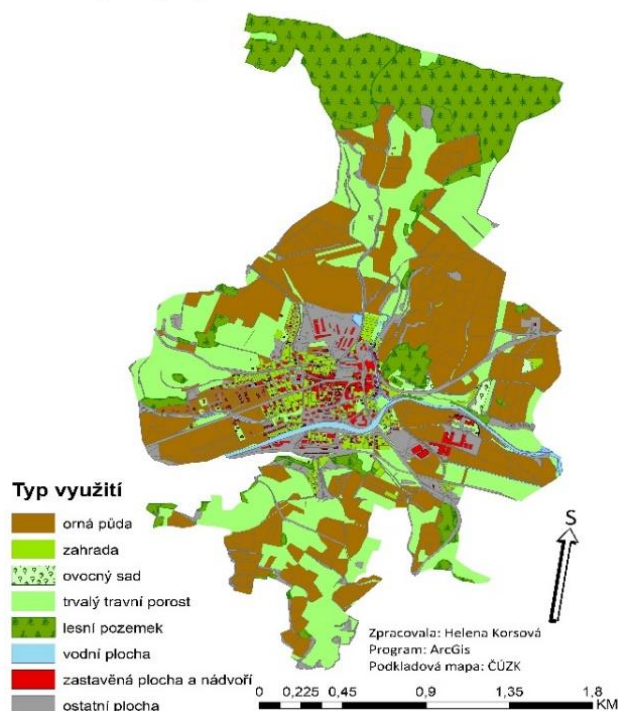 Typ využití
orná půda
zahrada
ovocný sad
trvalý travní porost
lesní pozemek
vodní plocha
zastavěná plocha a nádvoří
ostatní plocha
S
Zpracovala: Helena Korsová
Program: ArcGis
Podkladová mapa: ČÚZK
0 0,225 0,45 0,9 1,35 1,8
KM